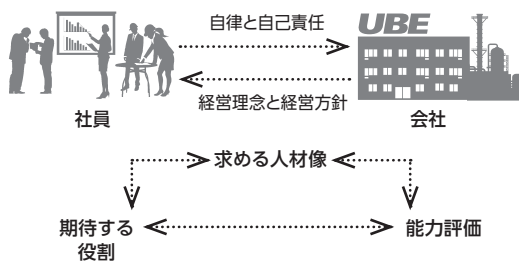 自律と自己責任
UBE
経営理念と経営方針
社員
会社
求める人材像
期待する
役割
能力評価